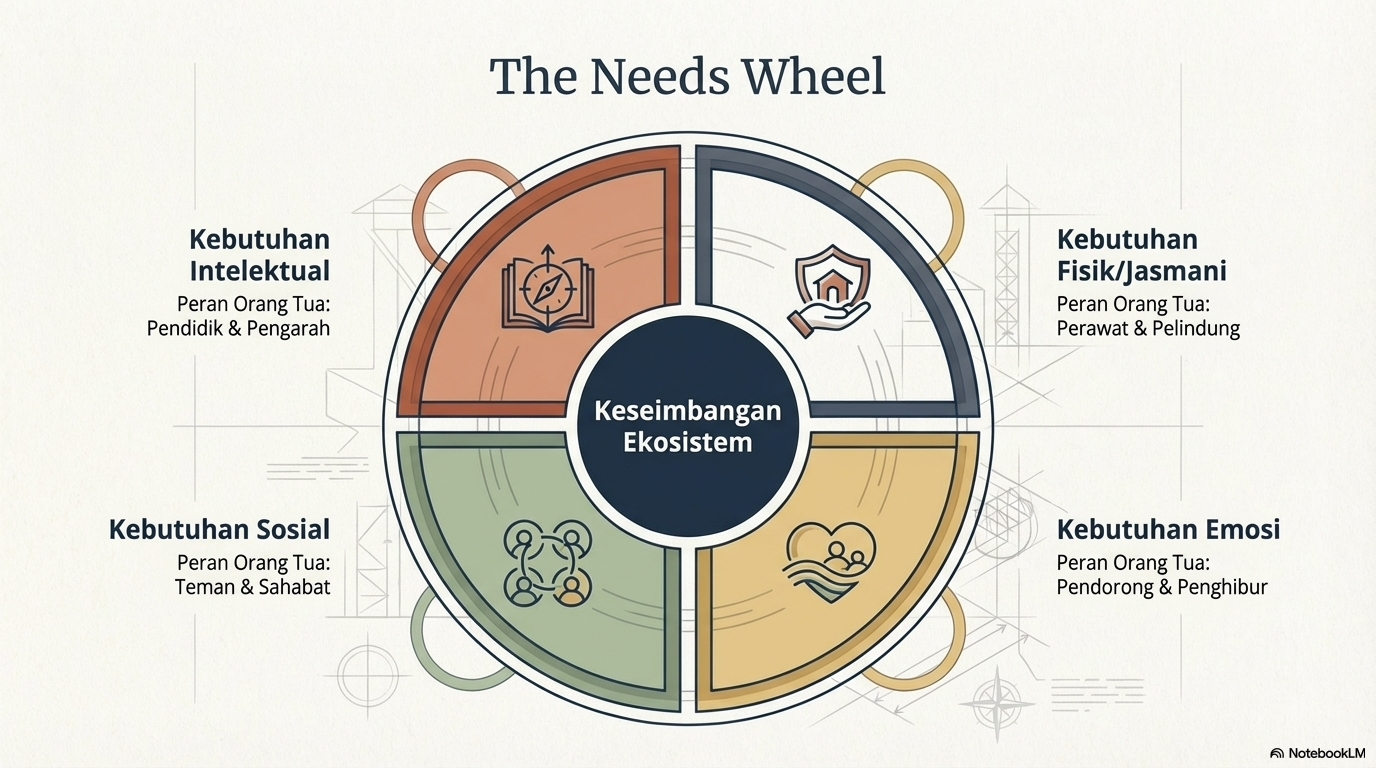 The Needs Wheel
Kebutuhan
Intelektual
Peran Orang Tua:
Pendidik & Pengarah
Kebutuhan
Fisik/Jasmani
Peran Orang Tua:
Perawat & Pelindung
Keseimbangan
Ekosistem
Kebutuhan Sosial
Peran Orang Tua:
Teman & Sahabat
Kebutuhan Emosi
Peran Orang Tua:
Pendorong & Penghibur
NotebookLM